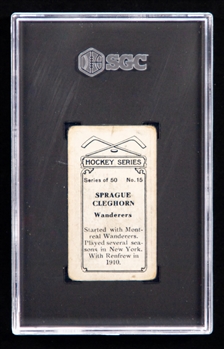 SGC
HOCKEY SERIES
Series of 50 No. 15
SPRAGUE
CLEGHORN
Wanderers
Started with Mont-
real Wanderers.
Played several sea-
sons in New York.
With Renfrew in
1910.